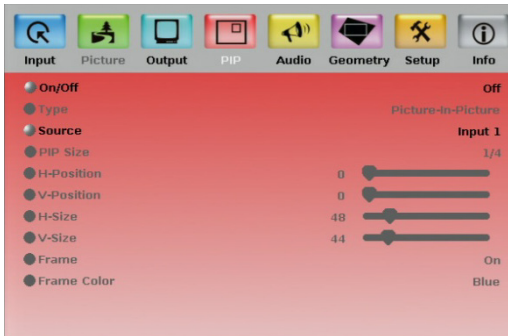 Input Picture Output PIP Audio Geometry Setup Info
On/Off Off
Type Picture-In-Picture
Source Input 1
PIP Size 1/4
H-Position 0
V-Position 0
H-Size 48
V-Size 44
Frame On
Frame Color Blue